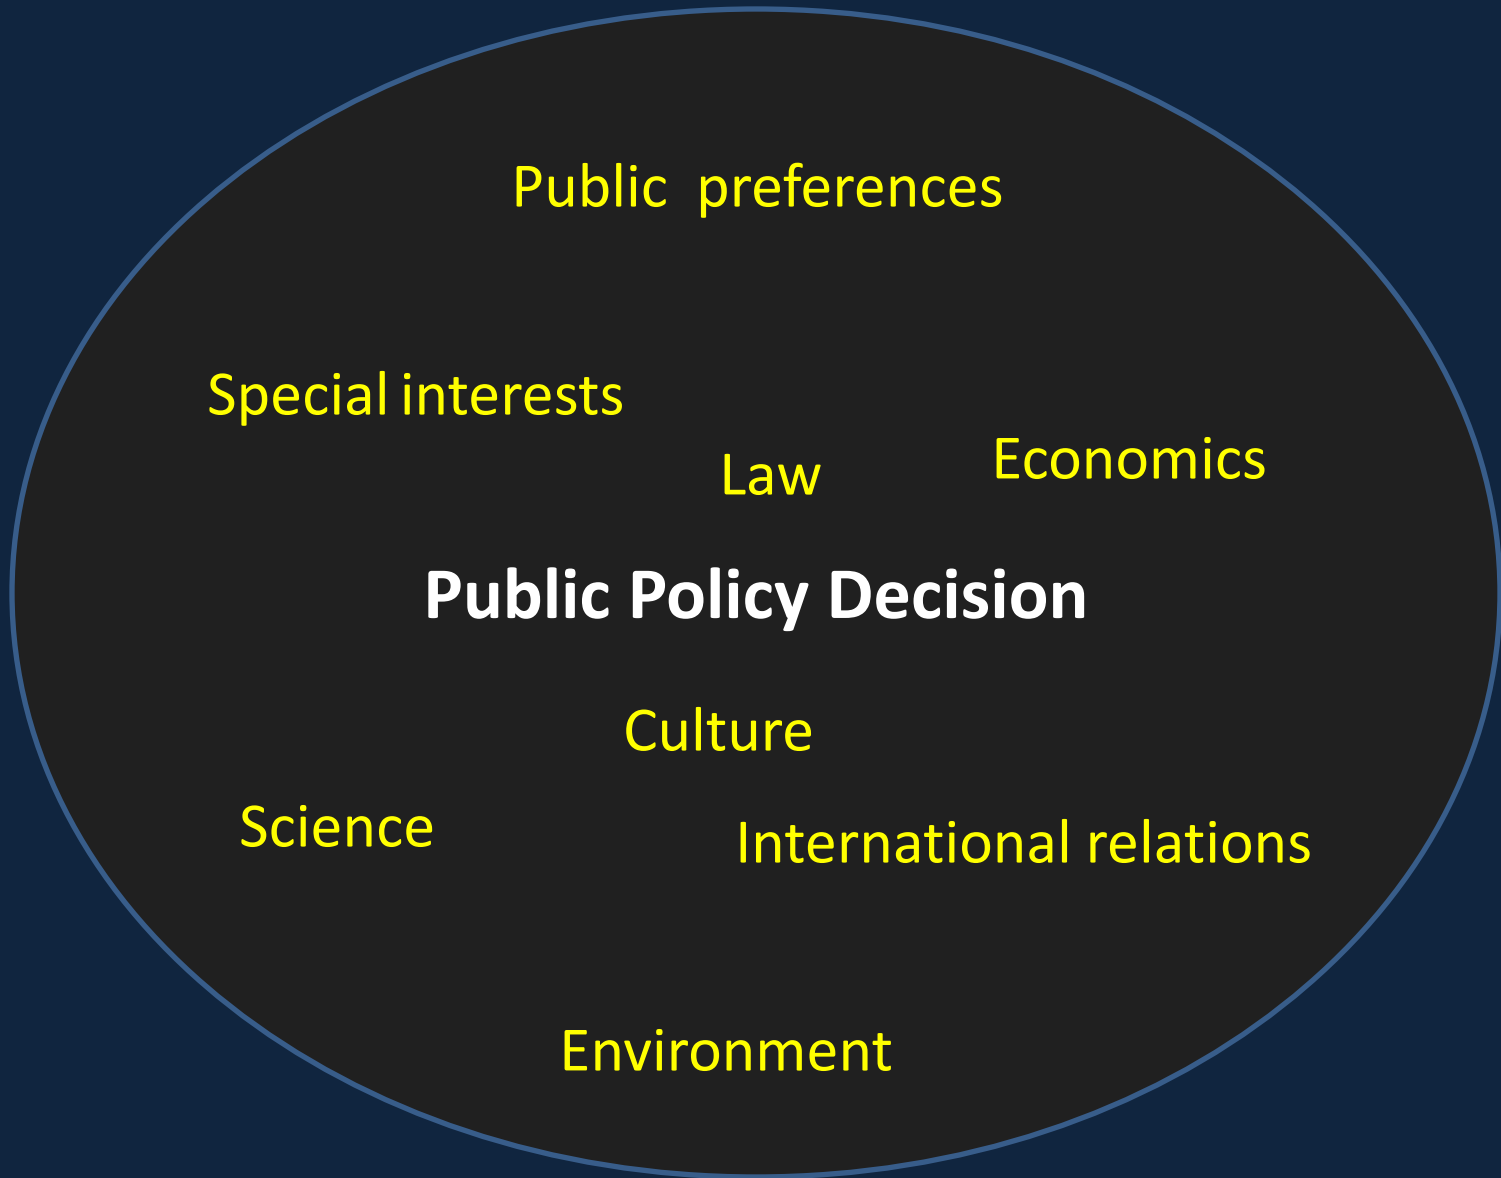 Public preferences
Special interests
Economics
Law
Public Policy Decision
Culture
Science
International relations
Environment